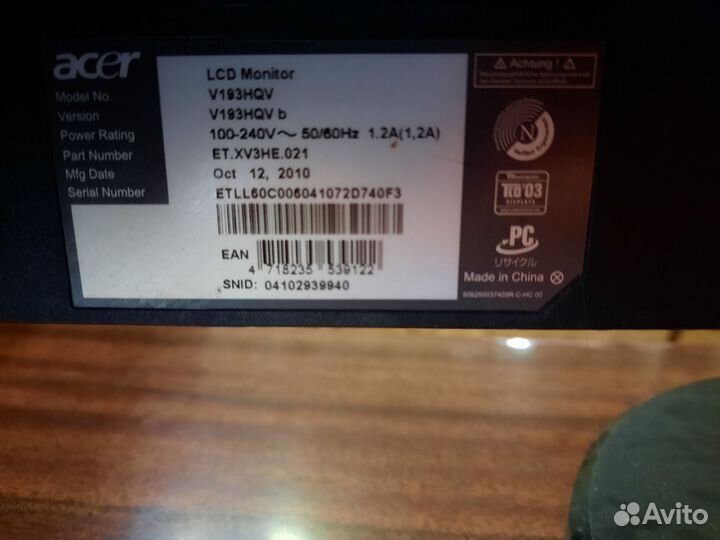 acer
LCD Monitor
Model No. V193HQV
Version V193HQV b
Power Rating 100-240V～ 50/60Hz 1.2A(1,2A)
Part Number ET.XV3HE.021
Mfg Date Oct 12, 2010
Serial Number ETLL60C006041072D740F3
EAN
4 718235 539122
SNID: 04102939940
Achtung !
N
TCO'03
DISPLAYS
PC
リサイクル
Made in China
Avito